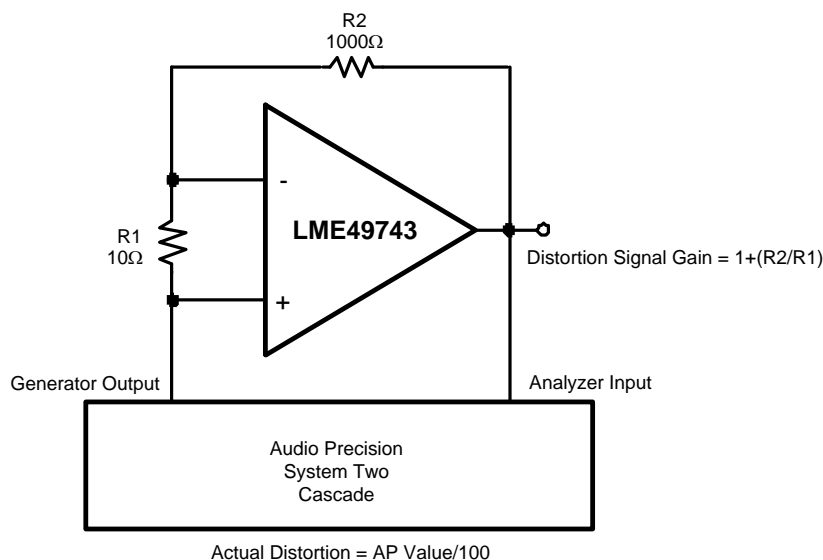 R2
1000Ω
-
LME49743
R1
10Ω
Distortion Signal Gain = 1+(R2/R1)
+
Generator Output
Analyzer Input
Audio Precision
System Two
Cascade
Actual Distortion = AP Value/100